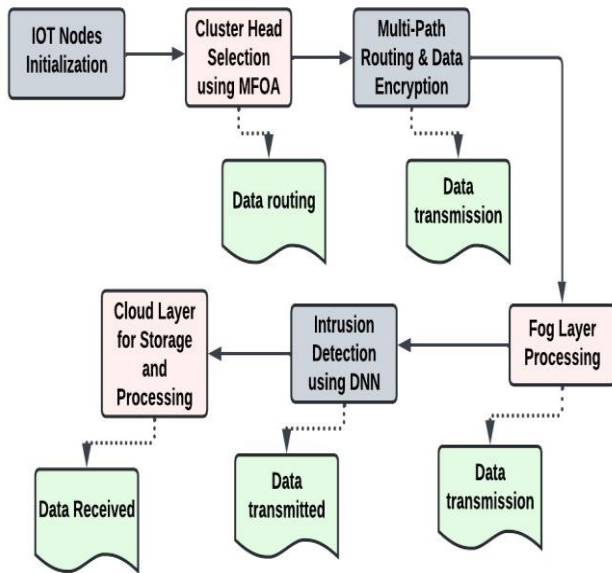 IOT Nodes
Initialization
Cluster Head
Selection
using MFOA
Multi-Path
Routing & Data
Encryption
Data routing
Data
transmission
Cloud Layer
for Storage
and
Processing
Intrusion
Detection
using DNN
Fog Layer
Processing
Data Received
Data
transmitted
Data
transmission